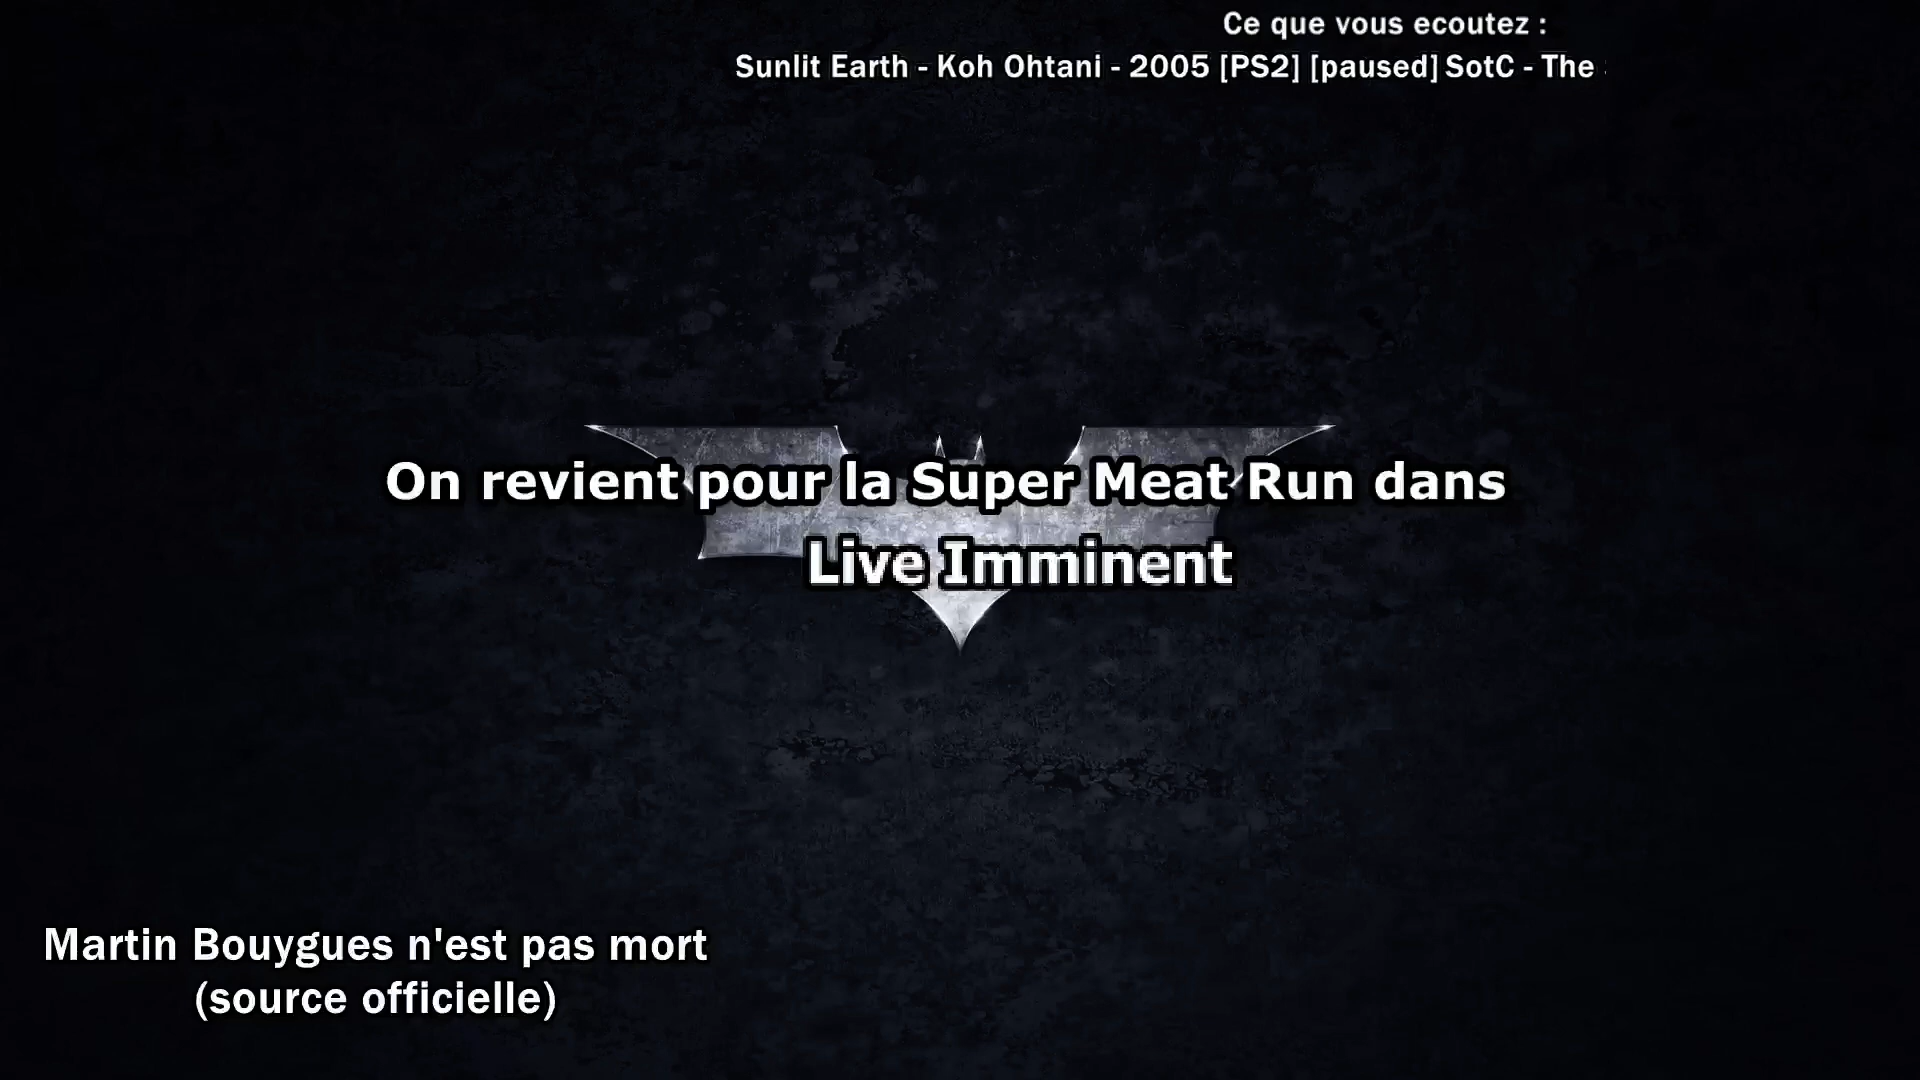 Ce que vous ecoutez :
Sunlit Earth - Koh Ohtani - 2005 [PS2] [paused] SotC - The
On revient pour la Super Meat Run dans
Live Imminent
Martin Bouygues n'est pas mort
(source officielle)